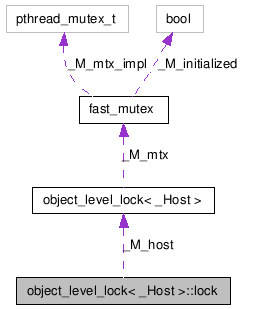 pthread_mutex_t
bool
_M_mtx_impl
_M_initialized
fast_mutex
_M_mtx
object_level_lock< _Host >
_M_host
object_level_lock< _Host >::lock